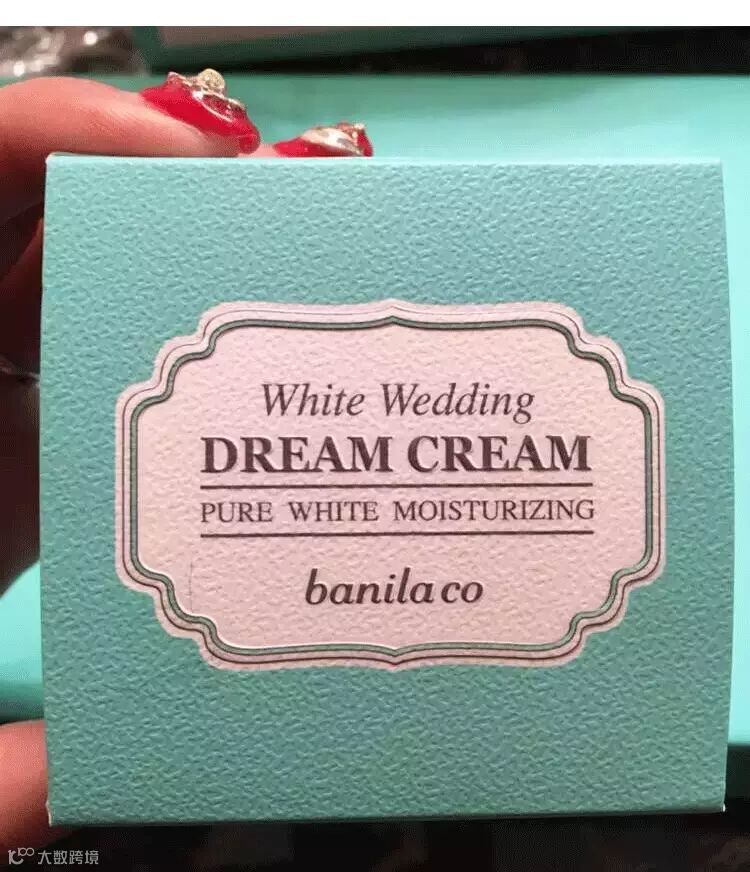 White Wedding
DREAM CREAM
PURE WHITE MOISTURIZING
banila co
大数跨境